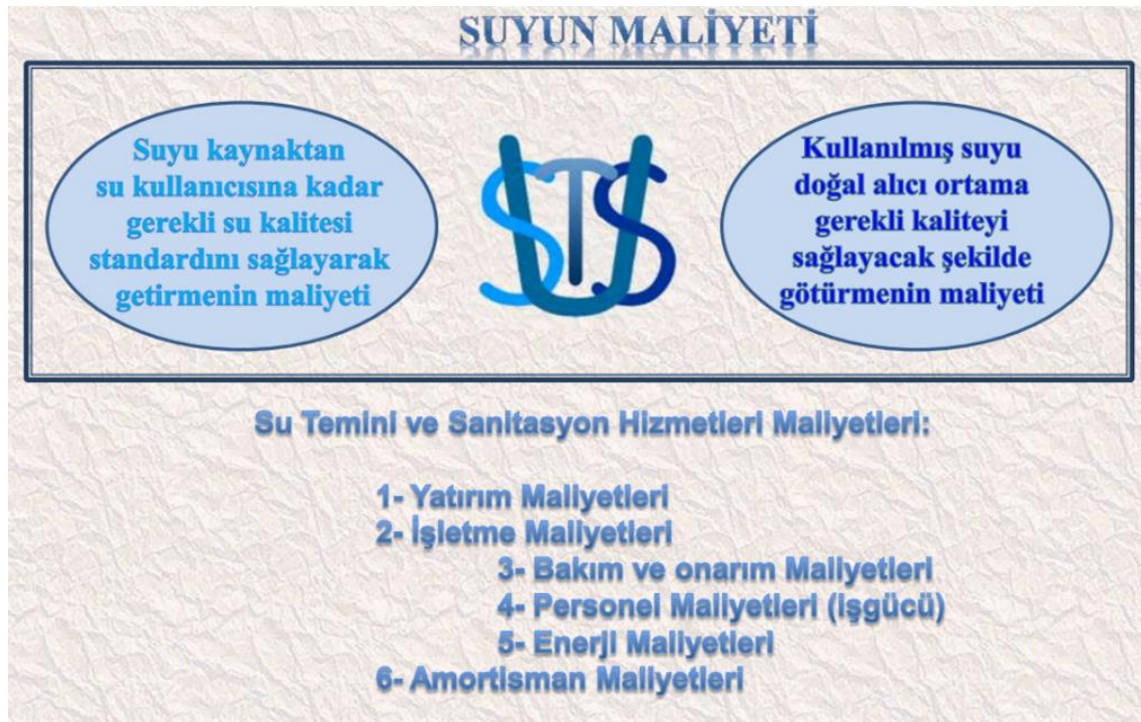 SUYUN MALİYETİ
Suyu kaynaktan
su kullanıcısına kadar
gerekli su kalitesi
standardını sağlayarak
getirmenin maliyeti
SUTS
Kullanılmış suyu
doğal alıcı ortama
gerekli kaliteyi
sağlayacak şekilde
götürmenin maliyeti
Su Temini ve Sanitasyon Hizmetleri Maliyetleri:
1- Yatırım Maliyetleri
2- İşletme Maliyetleri
3- Bakım ve onarım Maliyetleri
4- Personel Maliyetleri (işgücü)
5- Enerji Maliyetleri
6- Amortisman Maliyetleri